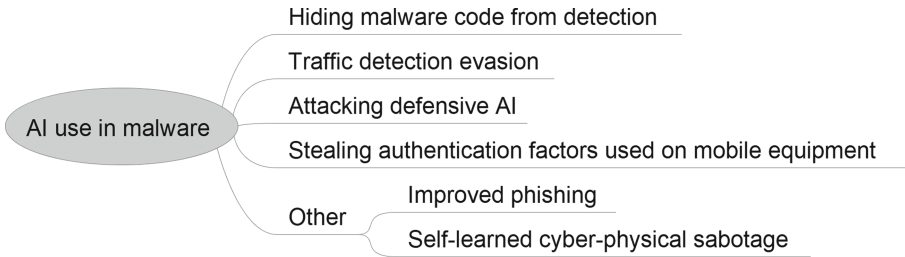 AI use in malware
Hiding malware code from detection
Traffic detection evasion
Attacking defensive AI
Stealing authentication factors used on mobile equipment
Other
Improved phishing
Self-learned cyber-physical sabotage